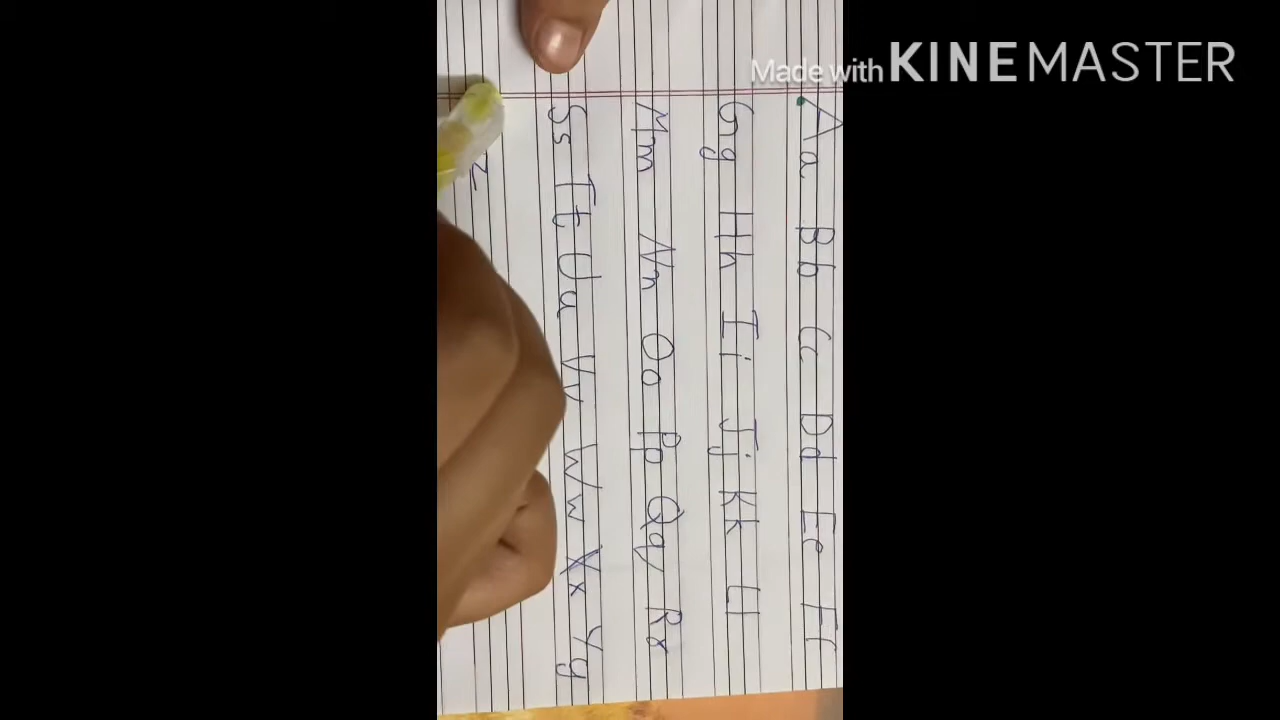 Made with KINEMASTER
Aa Bb Cc Dd Ee Ff
Gg Hh Ii Jj Kk Ll
Mm Nn Oo Pp Qq Rr
Ss Tt Uu Vv Ww Xx Yy
z